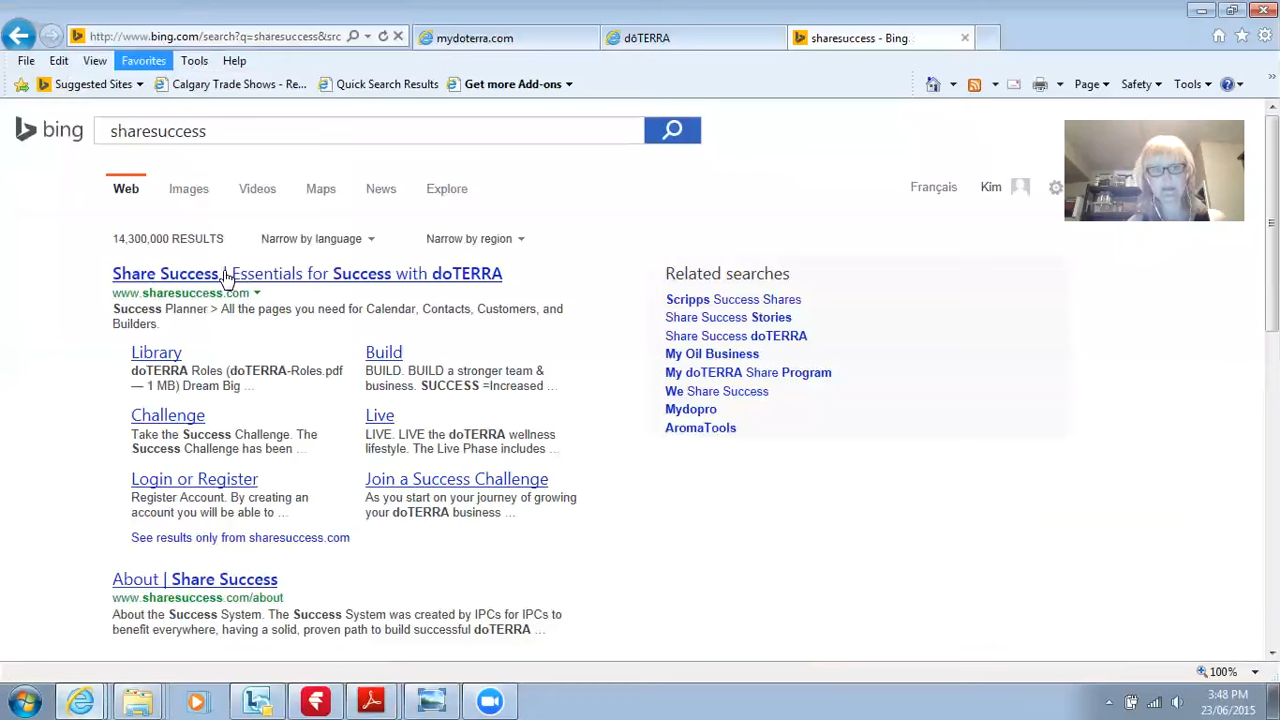 http://www.bing.com/search?q=sharesuccess&src
mydoterra.com
dōTERRA
sharesuccess - Bing
File Edit View Favorites Tools Help
Suggested Sites
Calgary Trade Shows - Re...
Quick Search Results
Get more Add-ons
Page
Safety
Tools
bing
sharesuccess
Web Images Videos Maps News Explore
Français
Kim
14,300,000 RESULTS
Narrow by language
Narrow by region
Share Success | Essentials for Success with doTERRA
www.sharesuccess.com
Success Planner > All the pages you need for Calendar, Contacts, Customers, and
Builders.
Library
doTERRA Roles (doTERRA-Roles.pdf
— 1 MB) Dream Big ...
Build
BUILD. BUILD a stronger team &
business. SUCCESS =Increased ...
Challenge
Take the Success Challenge. The
Success Challenge has been ...
Live
LIVE. LIVE the doTERRA wellness
lifestyle. The Live Phase includes ...
Login or Register
Register Account. By creating an
account you will be able to ...
Join a Success Challenge
As you start on your journey of growing
your doTERRA business ...
See results only from sharesuccess.com
About | Share Success
www.sharesuccess.com/about
About the Success System. The Success System was created by IPCs for IPCs to
benefit everywhere, having a solid, proven path to build successful doTERRA ...
Related searches
Scripps Success Shares
Share Success Stories
Share Success doTERRA
My Oil Business
My doTERRA Share Program
We Share Success
Mydopro
AromaTools
100%
3:48 PM
23/06/2015